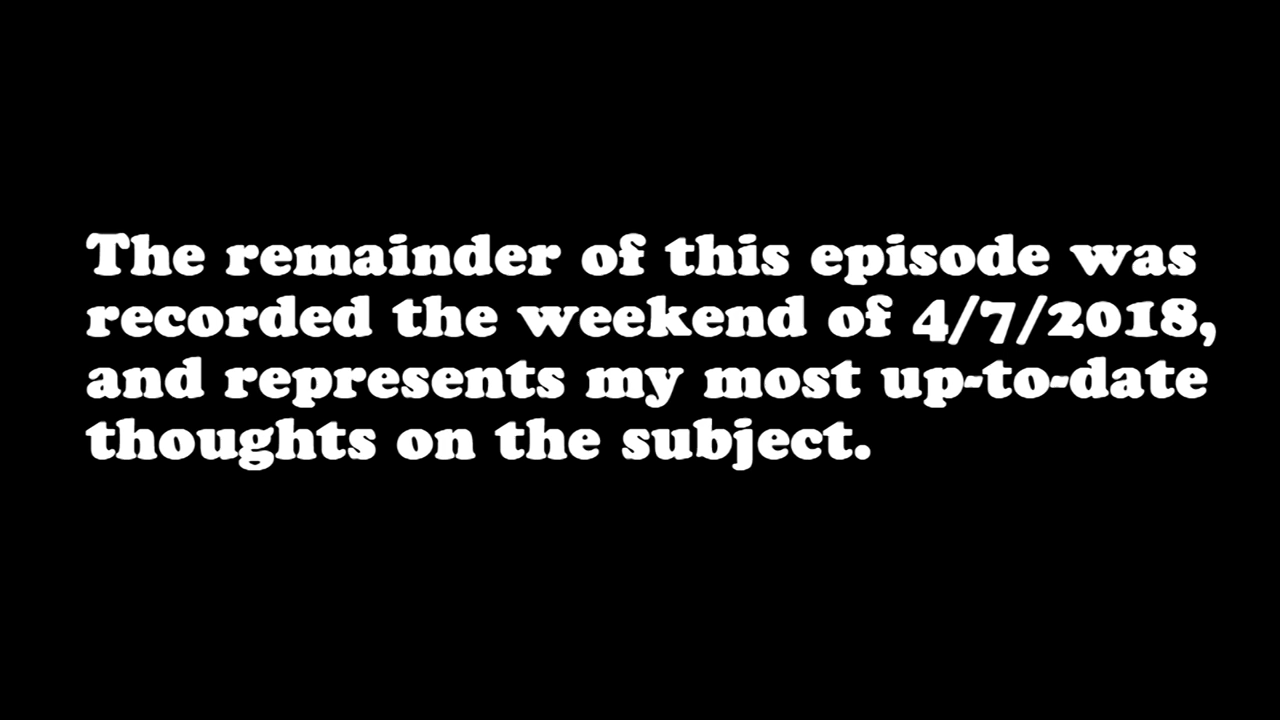 The remainder of this episode was
recorded the weekend of 4/7/2018,
and represents my most up-to-date
thoughts on the subject.